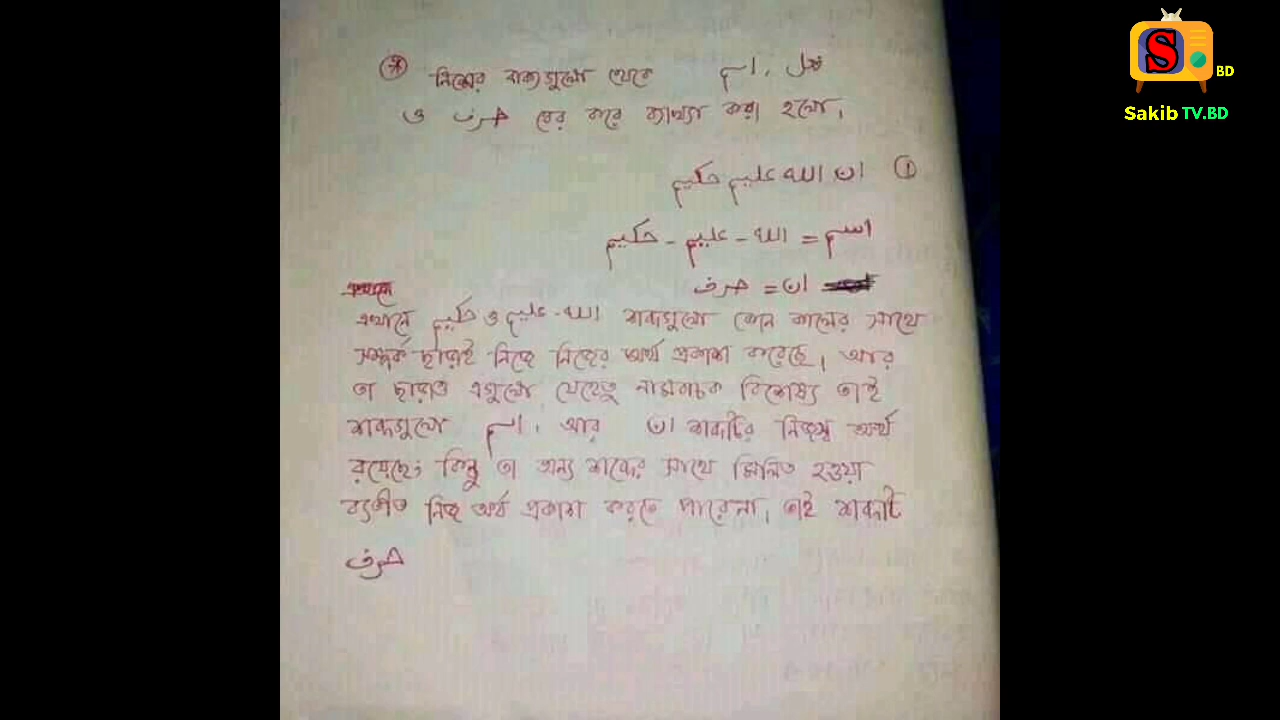 নিম্নের বাক্যগুলো থেকে اسم , فعل
ও حرف বের করে ব্যাখ্যা করা হলো।
① ان الله عليم حكيم
اسم = الله - عليم - حكيم
ان = حرف
এখানে
এখানে الله - عليم ও حكيم শব্দগুলো কোন কালের সাথে
সম্পর্ক ছাড়াই নিজে নিজের অর্থ প্রকাশ করেছে। আর
তা ছাড়াও এগুলো যেহেতু নামবাচক বিশেষ্য তাই
শব্দগুলো اسم , আর ان শব্দটির নিজস্ব অর্থ
রয়েছে; কিন্তু তা অন্য শব্দের সাথে মিলিত হওয়া
ব্যতীত নিজ অর্থ প্রকাশ করতে পারেনা। তাই শব্দটি
حرف
S
BD
Sakib TV.BD